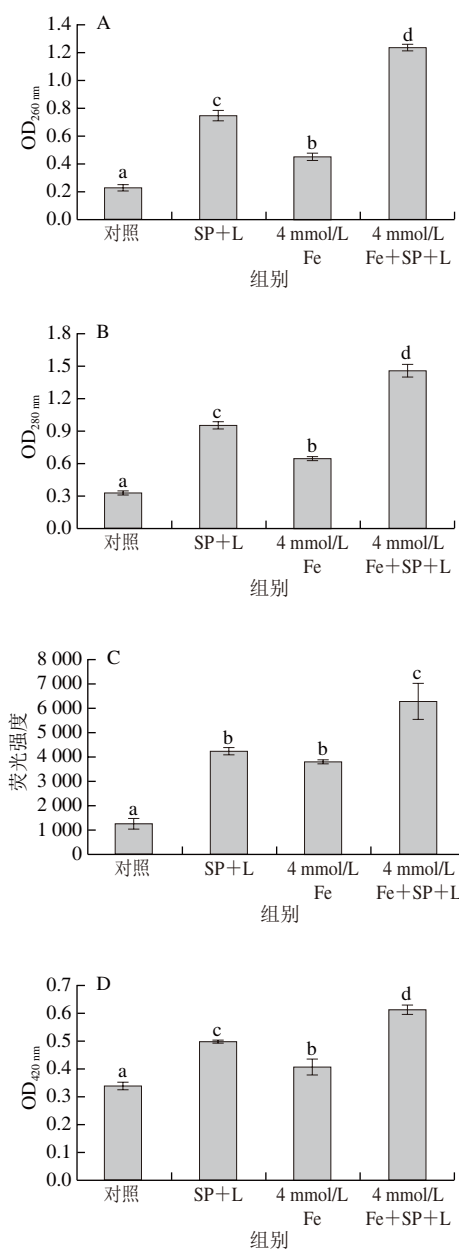 A
1.4
d
1.2
1.0
c
0.8
0.6
b
0.4
a
0.2
0.0
OD260 nm
对照 SP+L 4 mmol/L 4 mmol/L
Fe Fe+SP+L
组别
B
1.8
d
1.5
1.2
c
0.9
b
0.6
a
0.3
0.0
OD280 nm
对照 SP+L 4 mmol/L 4 mmol/L
Fe Fe+SP+L
组别
C
8 000
c
7 000
6 000
5 000
b b
4 000
3 000
2 000
a
1 000
0
荧光强度
对照 SP+L 4 mmol/L 4 mmol/L
Fe Fe+SP+L
组别
D
0.7
d
0.6
c
0.5
b
0.4
a
0.3
0.2
0.1
0.0
OD420 nm
对照 SP+L 4 mmol/L 4 mmol/L
Fe Fe+SP+L
组别